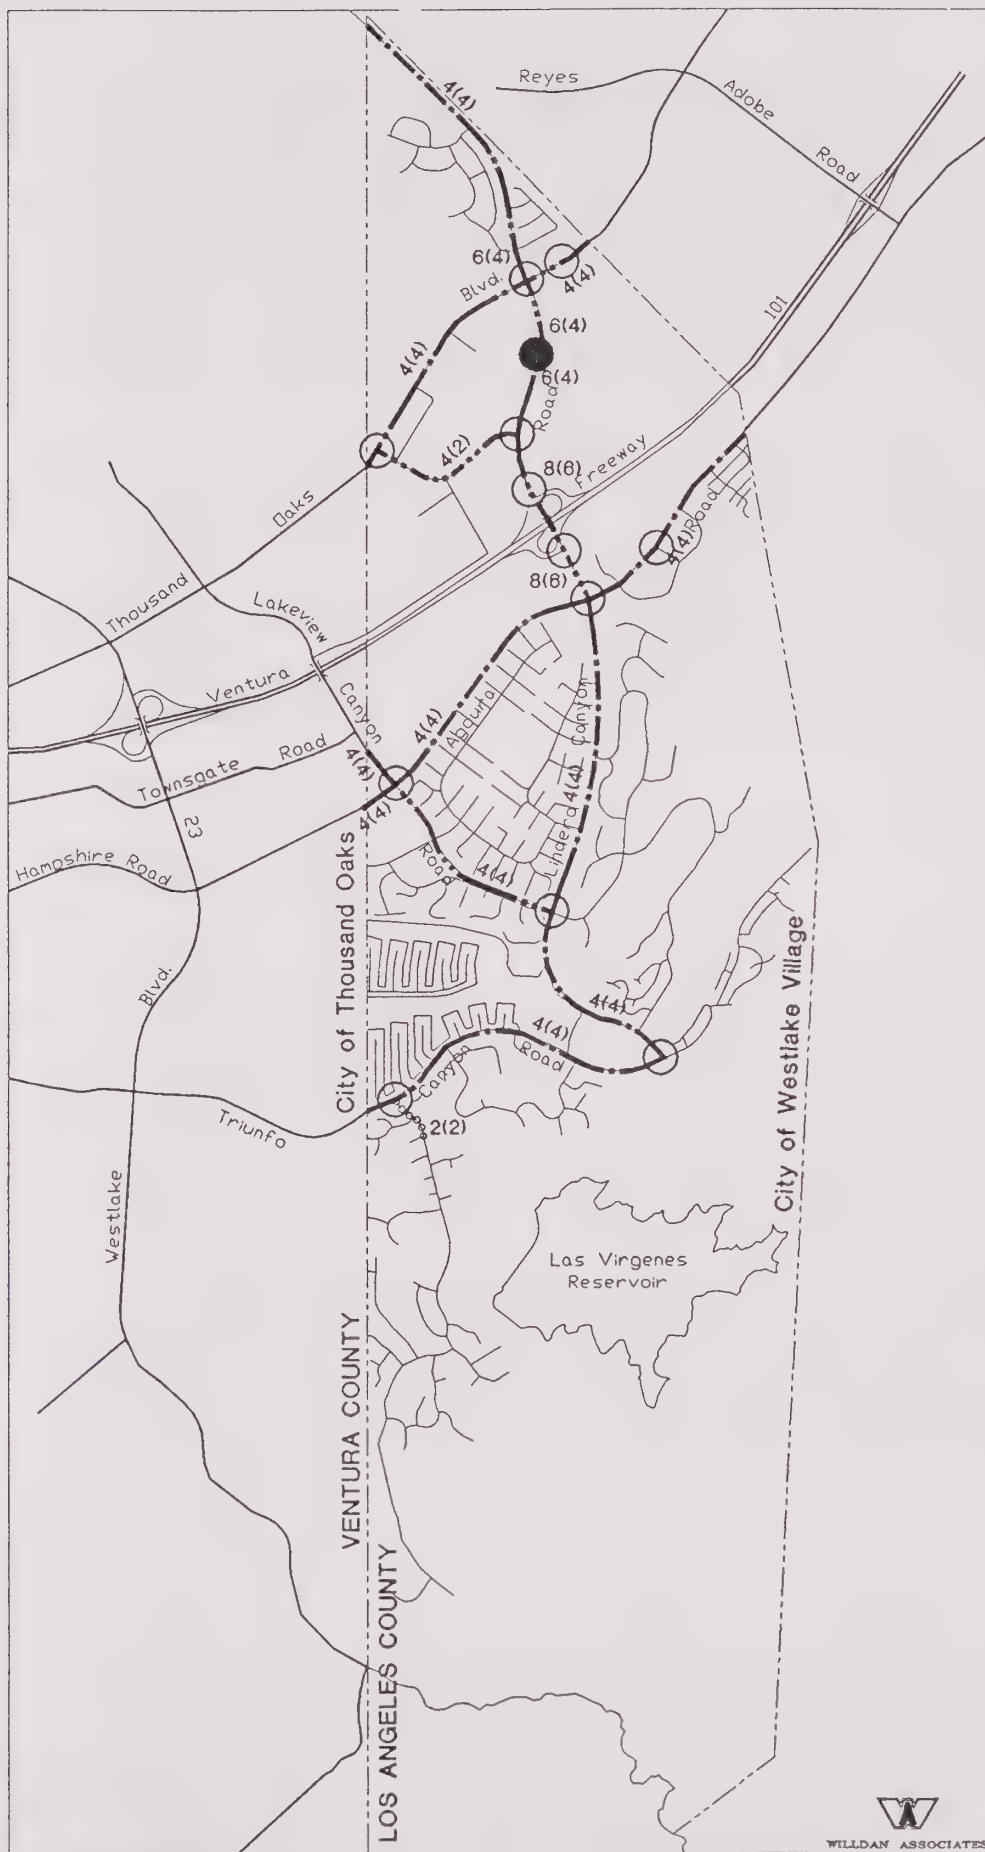 4(4)
Reyes
Adobe
Road
6(4)
Blvd.
4(4)
101
6(4)
4(4)
6(4)
Road
4(2)
8(6)
Freeway
Oaks
Road
4(4)
8(6)
Thousand
Lakeview
Ventura
Canyon
4(4)
Agoura
Canyon
Road
4(4)
Townsgate
4(4)
4(4)
Lindero
23
Hampshire Road
Road
4(4)
City of Thousand Oaks
Blvd.
4(4)
4(4)
Road
Canyon
City of Westlake Village
Triunfo
2(2)
Westlake
Las Virgenes
Reservoir
VENTURA COUNTY
LOS ANGELES COUNTY
WILLDAN ASSOCIATES